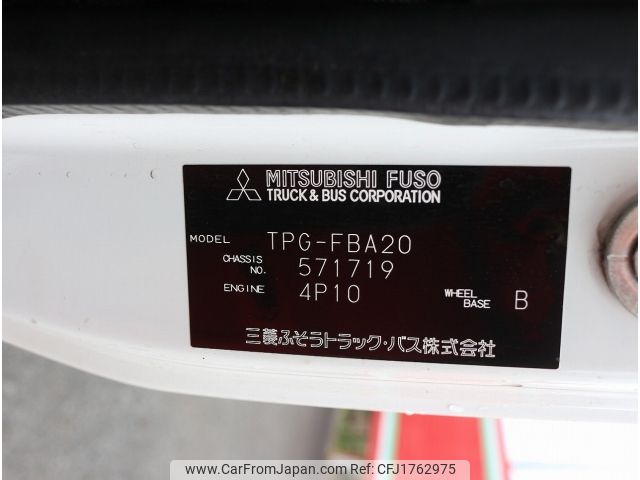 MITSUBISHI FUSO
TRUCK & BUS CORPORATION
MODEL TPG-FBA20
CHASSIS NO. 571719
ENGINE 4P10 WHEEL BASE B
三菱ふそうトラック・バス株式会社
www.CarFromJapan.com | Ref No: CFJ1762975